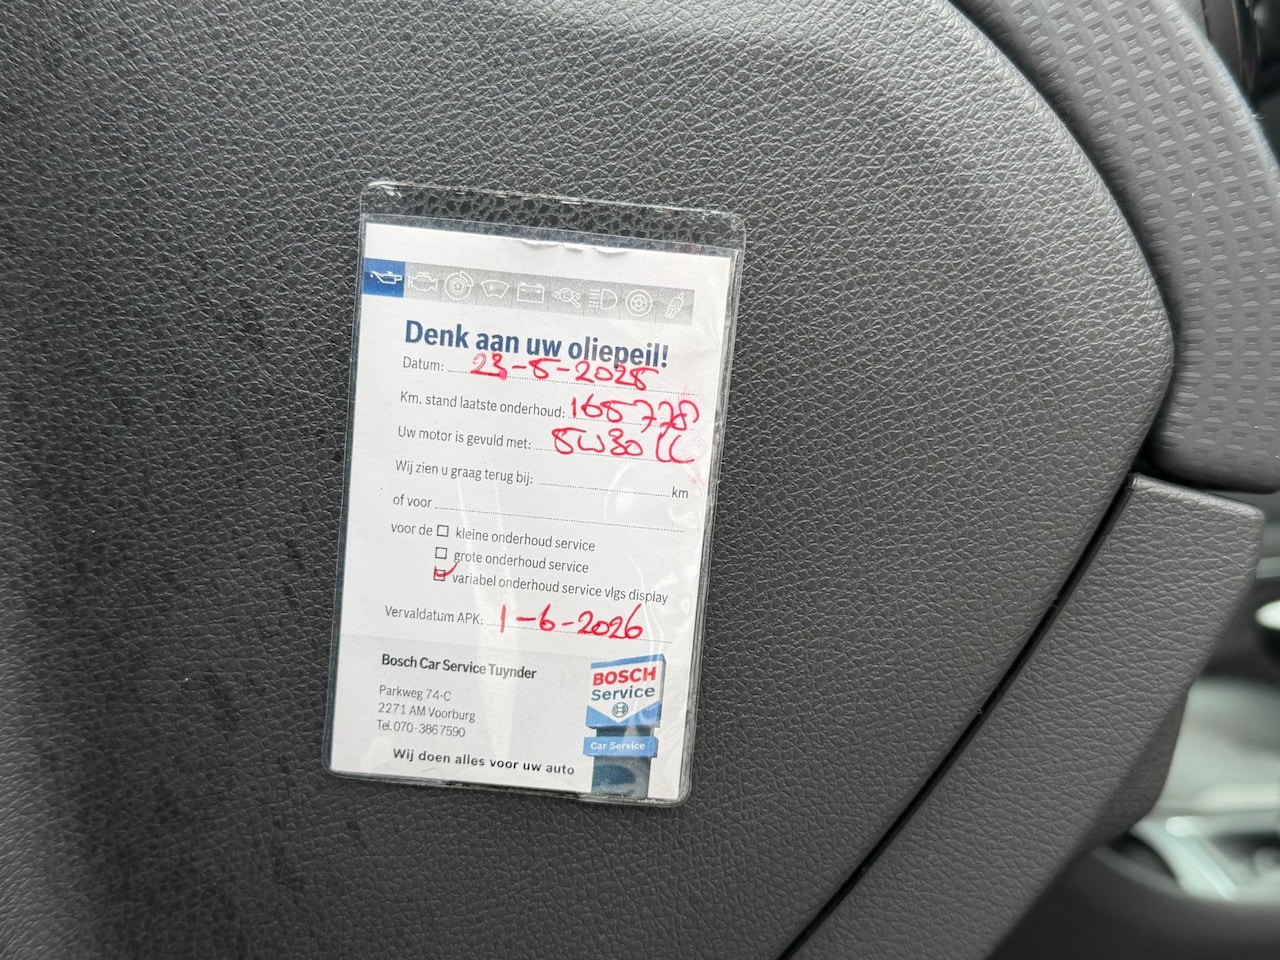 Denk aan uw oliepeil!
Datum: 23-5-2025
Km. stand laatste onderhoud: 165778
Uw motor is gevuld met: 5W30 LL
Wij zien u graag terug bij: km
of voor
voor de ☐ kleine onderhoud service
☐ grote onderhoud service
☑ variabel onderhoud service vlgs display
Vervaldatum APK: 1-6-2026
Bosch Car Service Tuynder
Parkweg 74-C
2271 AM Voorburg
Tel. 070-3867590
Wij doen alles voor uw auto
BOSCH
Service
Car Service